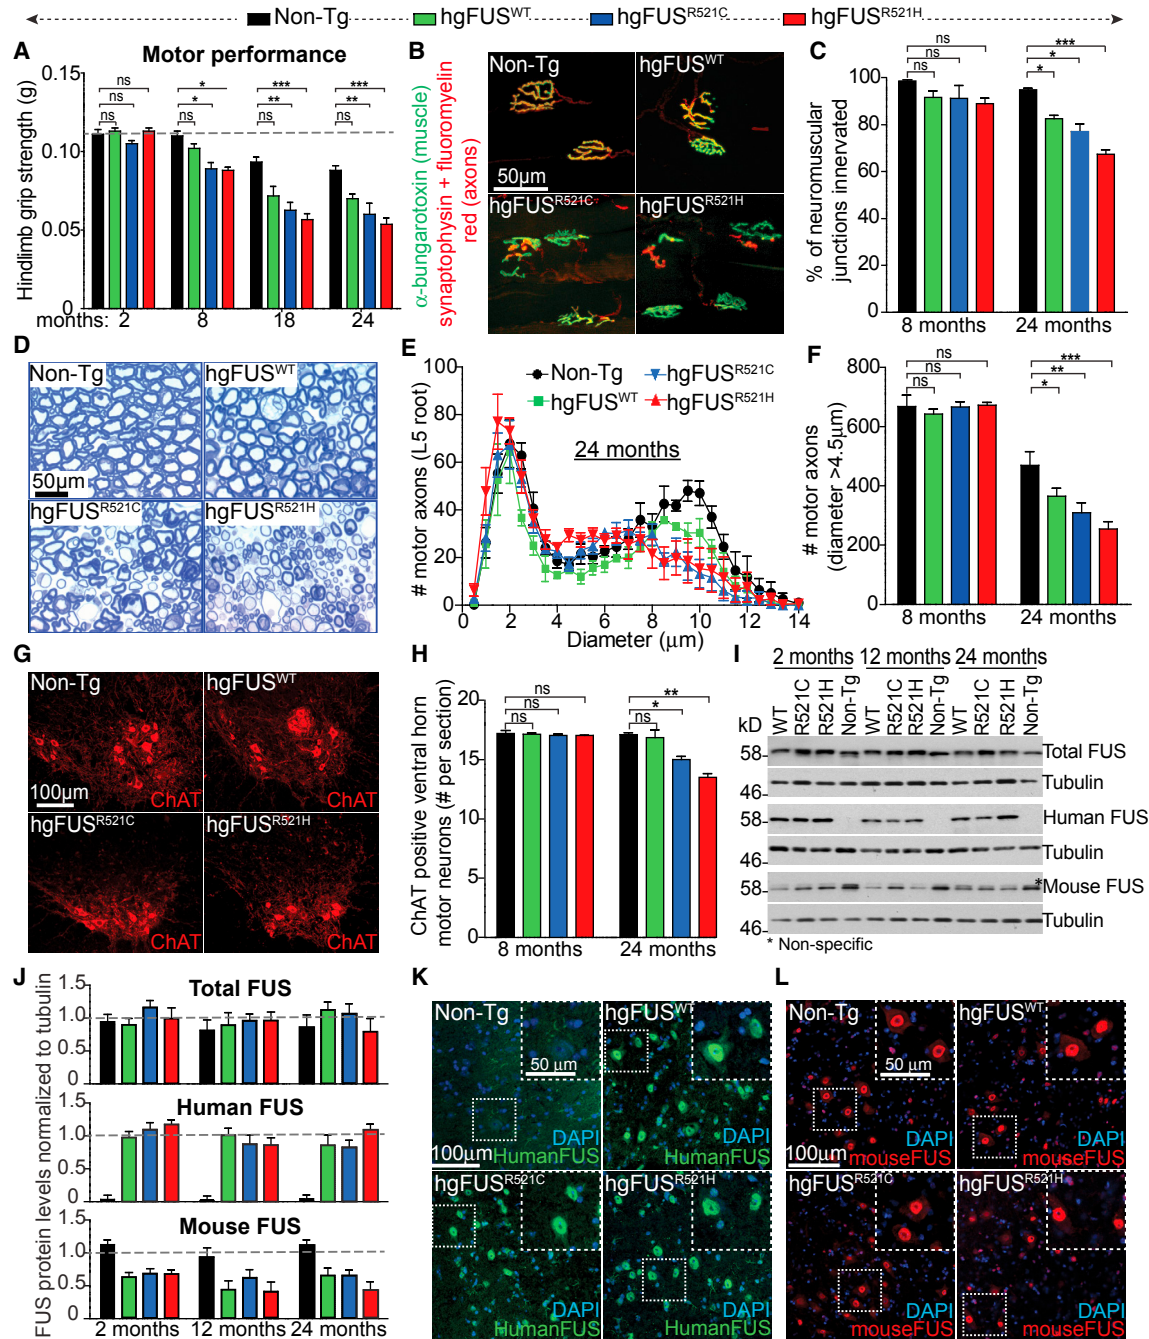 Non-Tg hgFUSWT hgFUSR521C hgFUSR521H
A
Motor performance
Hindlimb grip strength (g)
0.15
0.10
0.05
0
ns
ns
ns
*
*
ns
***
**
ns
***
**
ns
months: 2 8 18 24
B
α-bungarotoxin (muscle)
synaptophysin + fluoromyelin
red (axons)
Non-Tg
hgFUSWT
50µm
hgFUSR521C
hgFUSR521H
C
% of neuromuscular
junctions innervated
100
80
60
40
20
0
ns
ns
ns
***
*
*
8 months 24 months
D
Non-Tg
hgFUSWT
50µm
hgFUSR521C
hgFUSR521H
E
# motor axons (L5 root)
100
80
60
40
20
0
Non-Tg hgFUSR521C
hgFUSWT hgFUSR521H
24 months
0 2 4 6 8 10 12 14
Diameter (µm)
F
# motor axons
(diameter >4.5µm)
800
600
400
200
0
ns
ns
ns
***
**
*
8 months 24 months
G
Non-Tg
hgFUSWT
100µm
ChAT
ChAT
hgFUSR521C
hgFUSR521H
ChAT
ChAT
H
ChAT positive ventral horn
motor neurons (# per section)
20
15
10
5
0
ns
ns
ns
**
*
ns
8 months 24 months
I
2 months 12 months 24 months
kD
WT R521C R521H Non-Tg WT R521C R521H Non-Tg WT R521C R521H Non-Tg
58 Total FUS
46 Tubulin
58 Human FUS
46 Tubulin
58 *Mouse FUS
46 Tubulin
* Non-specific
J
FUS protein levels normalized to tubulin
Total FUS
1.5
1.0
0.5
0
Human FUS
1.5
1.0
0.5
0
Mouse FUS
1.5
1.0
0.5
0
2 months 12 months 24 months
K
Non-Tg
hgFUSWT
50 µm
100µm
DAPI
HumanFUS
DAPI
HumanFUS
hgFUSR521C
hgFUSR521H
DAPI
HumanFUS
DAPI
HumanFUS
L
Non-Tg
hgFUSWT
50 µm
100µm
DAPI
mouseFUS
DAPI
mouseFUS
hgFUSR521C
hgFUSR521H
DAPI
mouseFUS
DAPI
mouseFUS